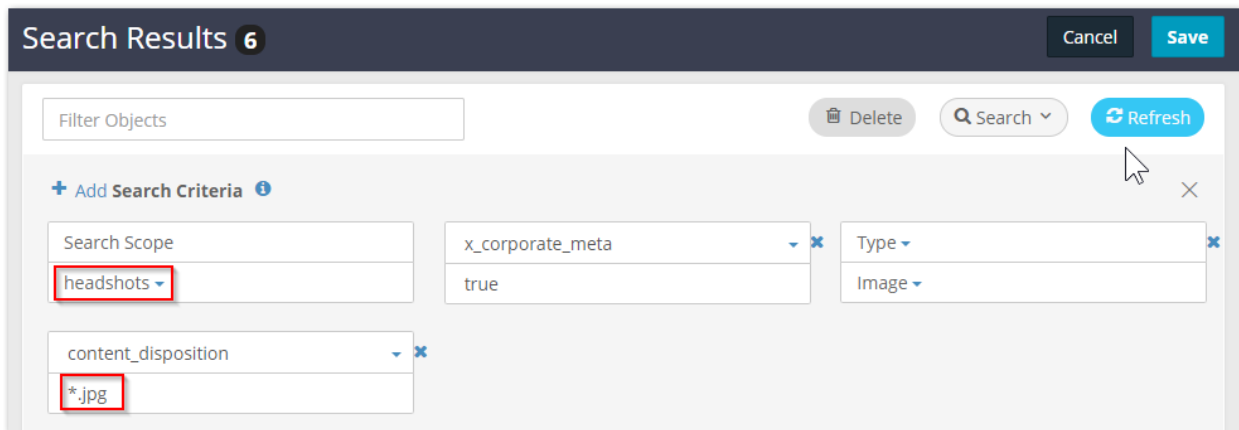 Search Results 6
Cancel
Save
Filter Objects
Delete
Search
Refresh
Add Search Criteria
Search Scope
headshots
x_corporate_meta
true
Type
Image
content_disposition
*.jpg